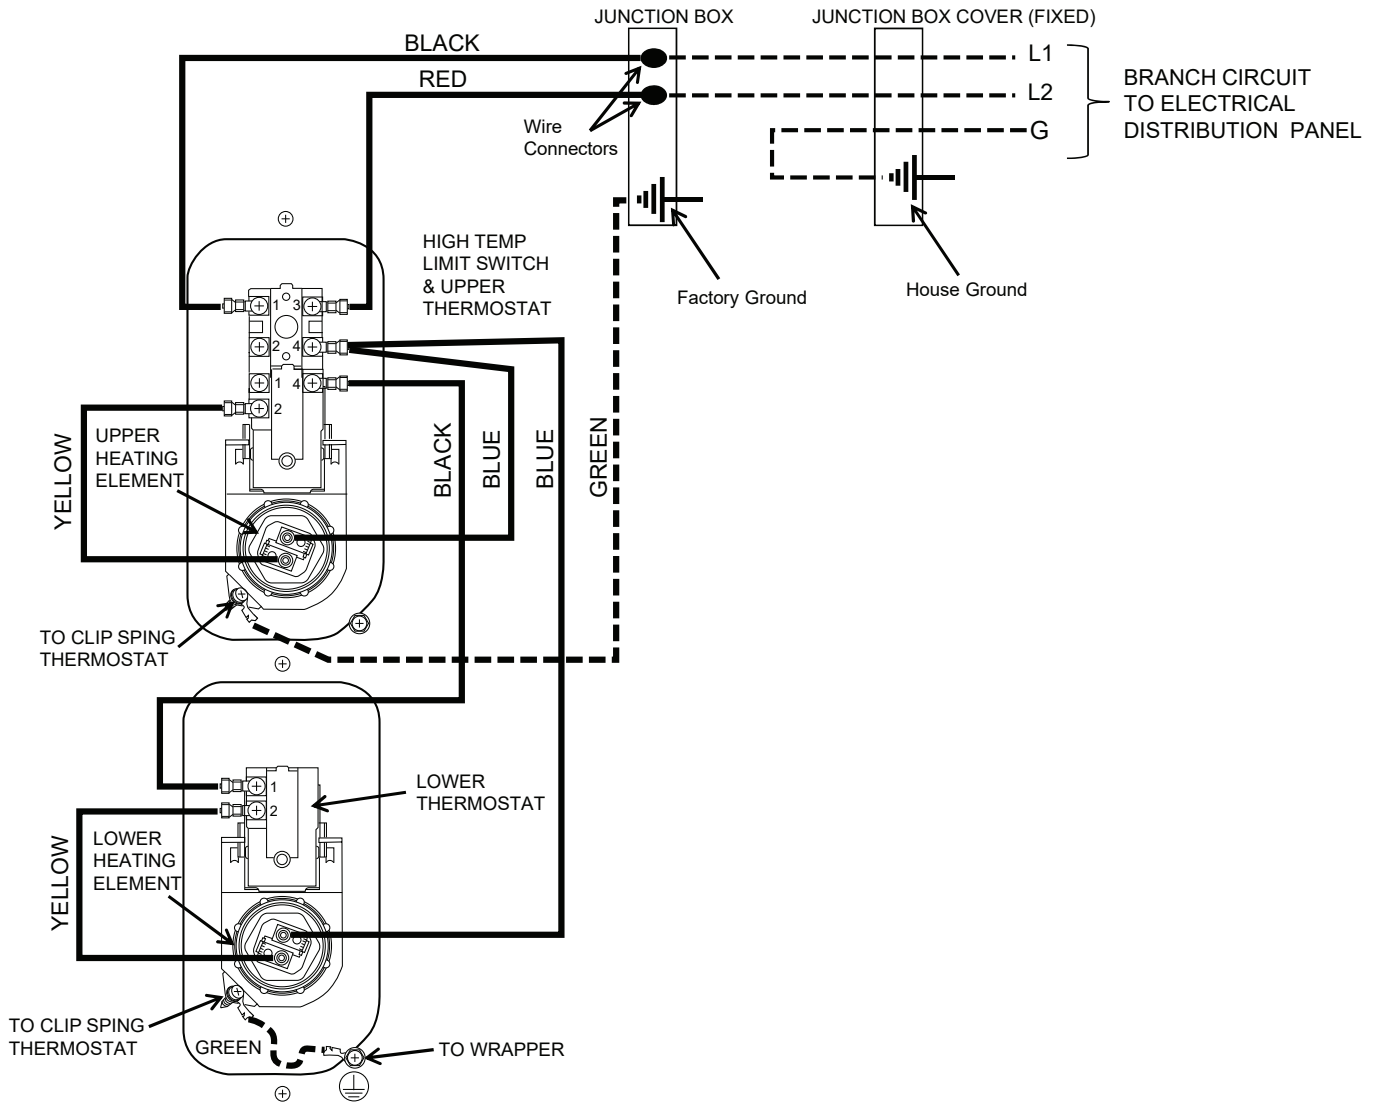 JUNCTION BOX
JUNCTION BOX COVER (FIXED)
BLACK
L1
RED
L2
BRANCH CIRCUIT
TO ELECTRICAL
DISTRIBUTION PANEL
Wire
Connectors
G
HIGH TEMP
LIMIT SWITCH
& UPPER
THERMOSTAT
Factory Ground
House Ground
1 3
2 4
1 4
2
YELLOW
UPPER
HEATING
ELEMENT
BLACK
BLUE
BLUE
GREEN
TO CLIP SPING
THERMOSTAT
1
2
LOWER
THERMOSTAT
YELLOW
LOWER
HEATING
ELEMENT
TO CLIP SPING
THERMOSTAT
GREEN
TO WRAPPER